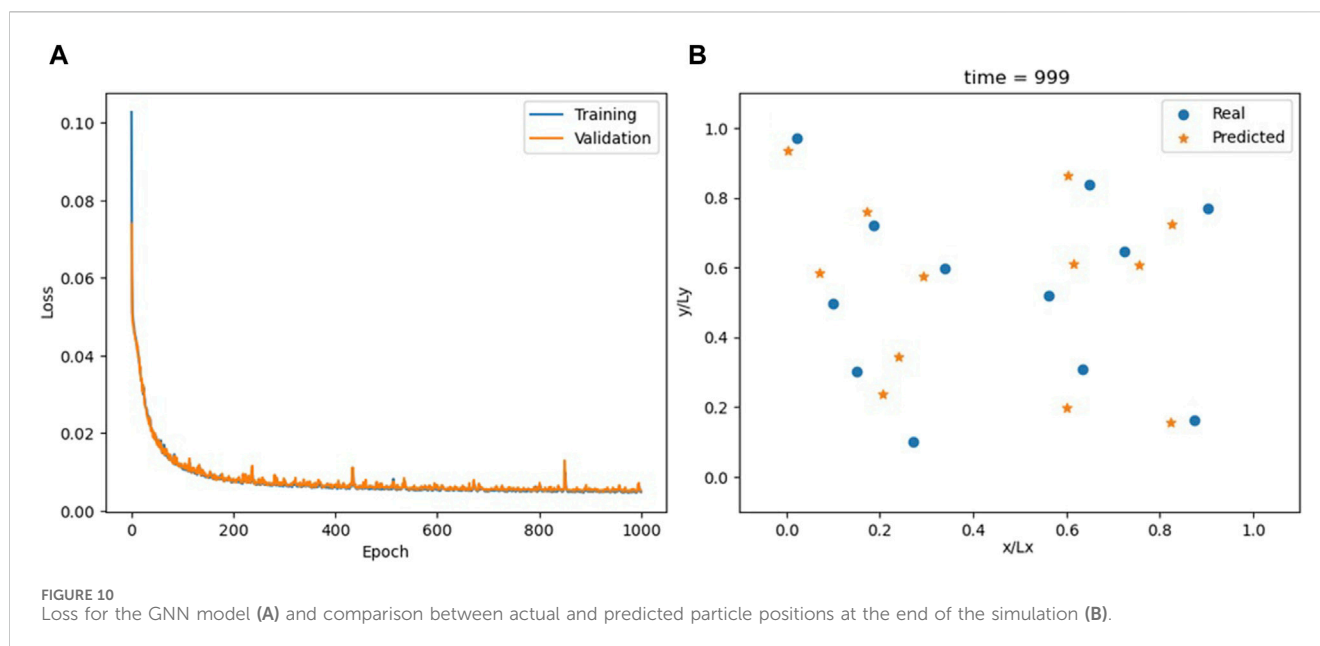 A
0.10
0.08
0.06
0.04
0.02
0.00
Loss
0
200
400
600
800
1000
Epoch
Training
Validation
B
time = 999
1.0
0.8
0.6
0.4
0.2
0.0
y/Ly
0.0
0.2
0.4
0.6
0.8
1.0
x/Lx
Real
Predicted
FIGURE 10
Loss for the GNN model (A) and comparison between actual and predicted particle positions at the end of the simulation (B).